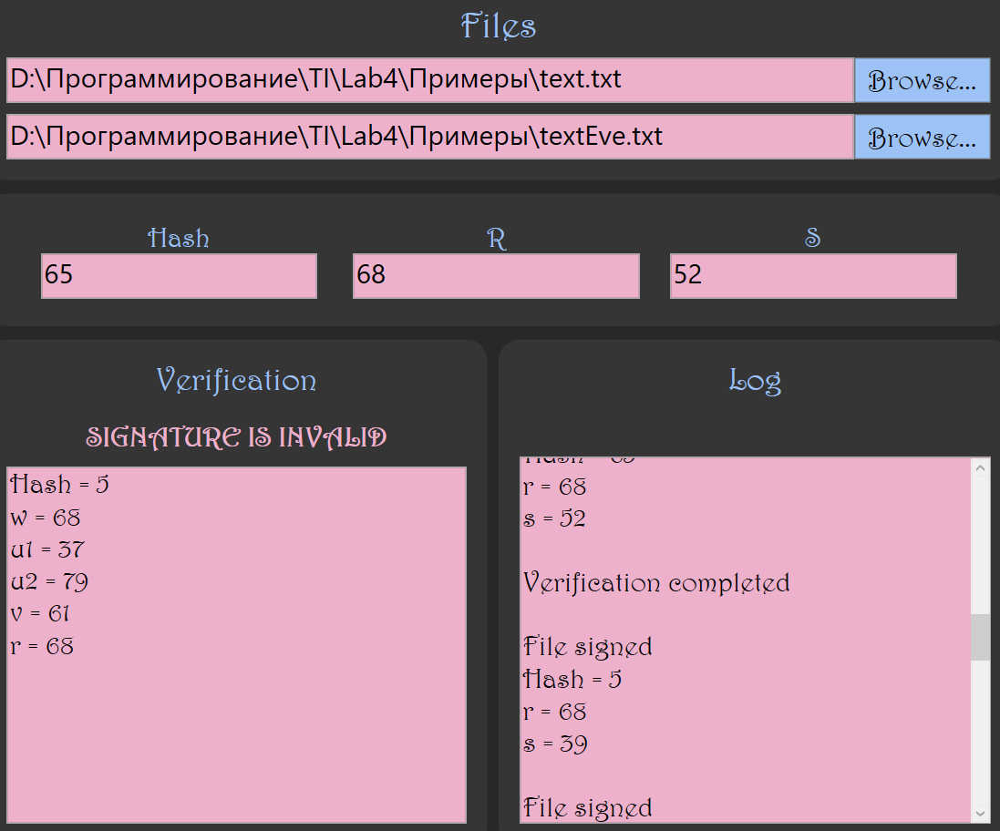 Files
D:\Программирование\TI\Lab4\Примеры\text.txt
Browse...
D:\Программирование\TI\Lab4\Примеры\textEve.txt
Browse...
Hash
R
S
65
68
52
Verification
SIGNATURE IS INVALID
Hash = 5
w = 68
u1 = 37
u2 = 79
v = 61
r = 68
Log
r = 68
s = 52
Verification completed
File signed
Hash = 5
r = 68
s = 39
File signed